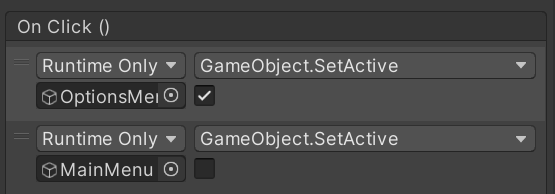 On Click ()
Runtime Only GameObject.SetActive
OptionsMe
Runtime Only GameObject.SetActive
MainMenu